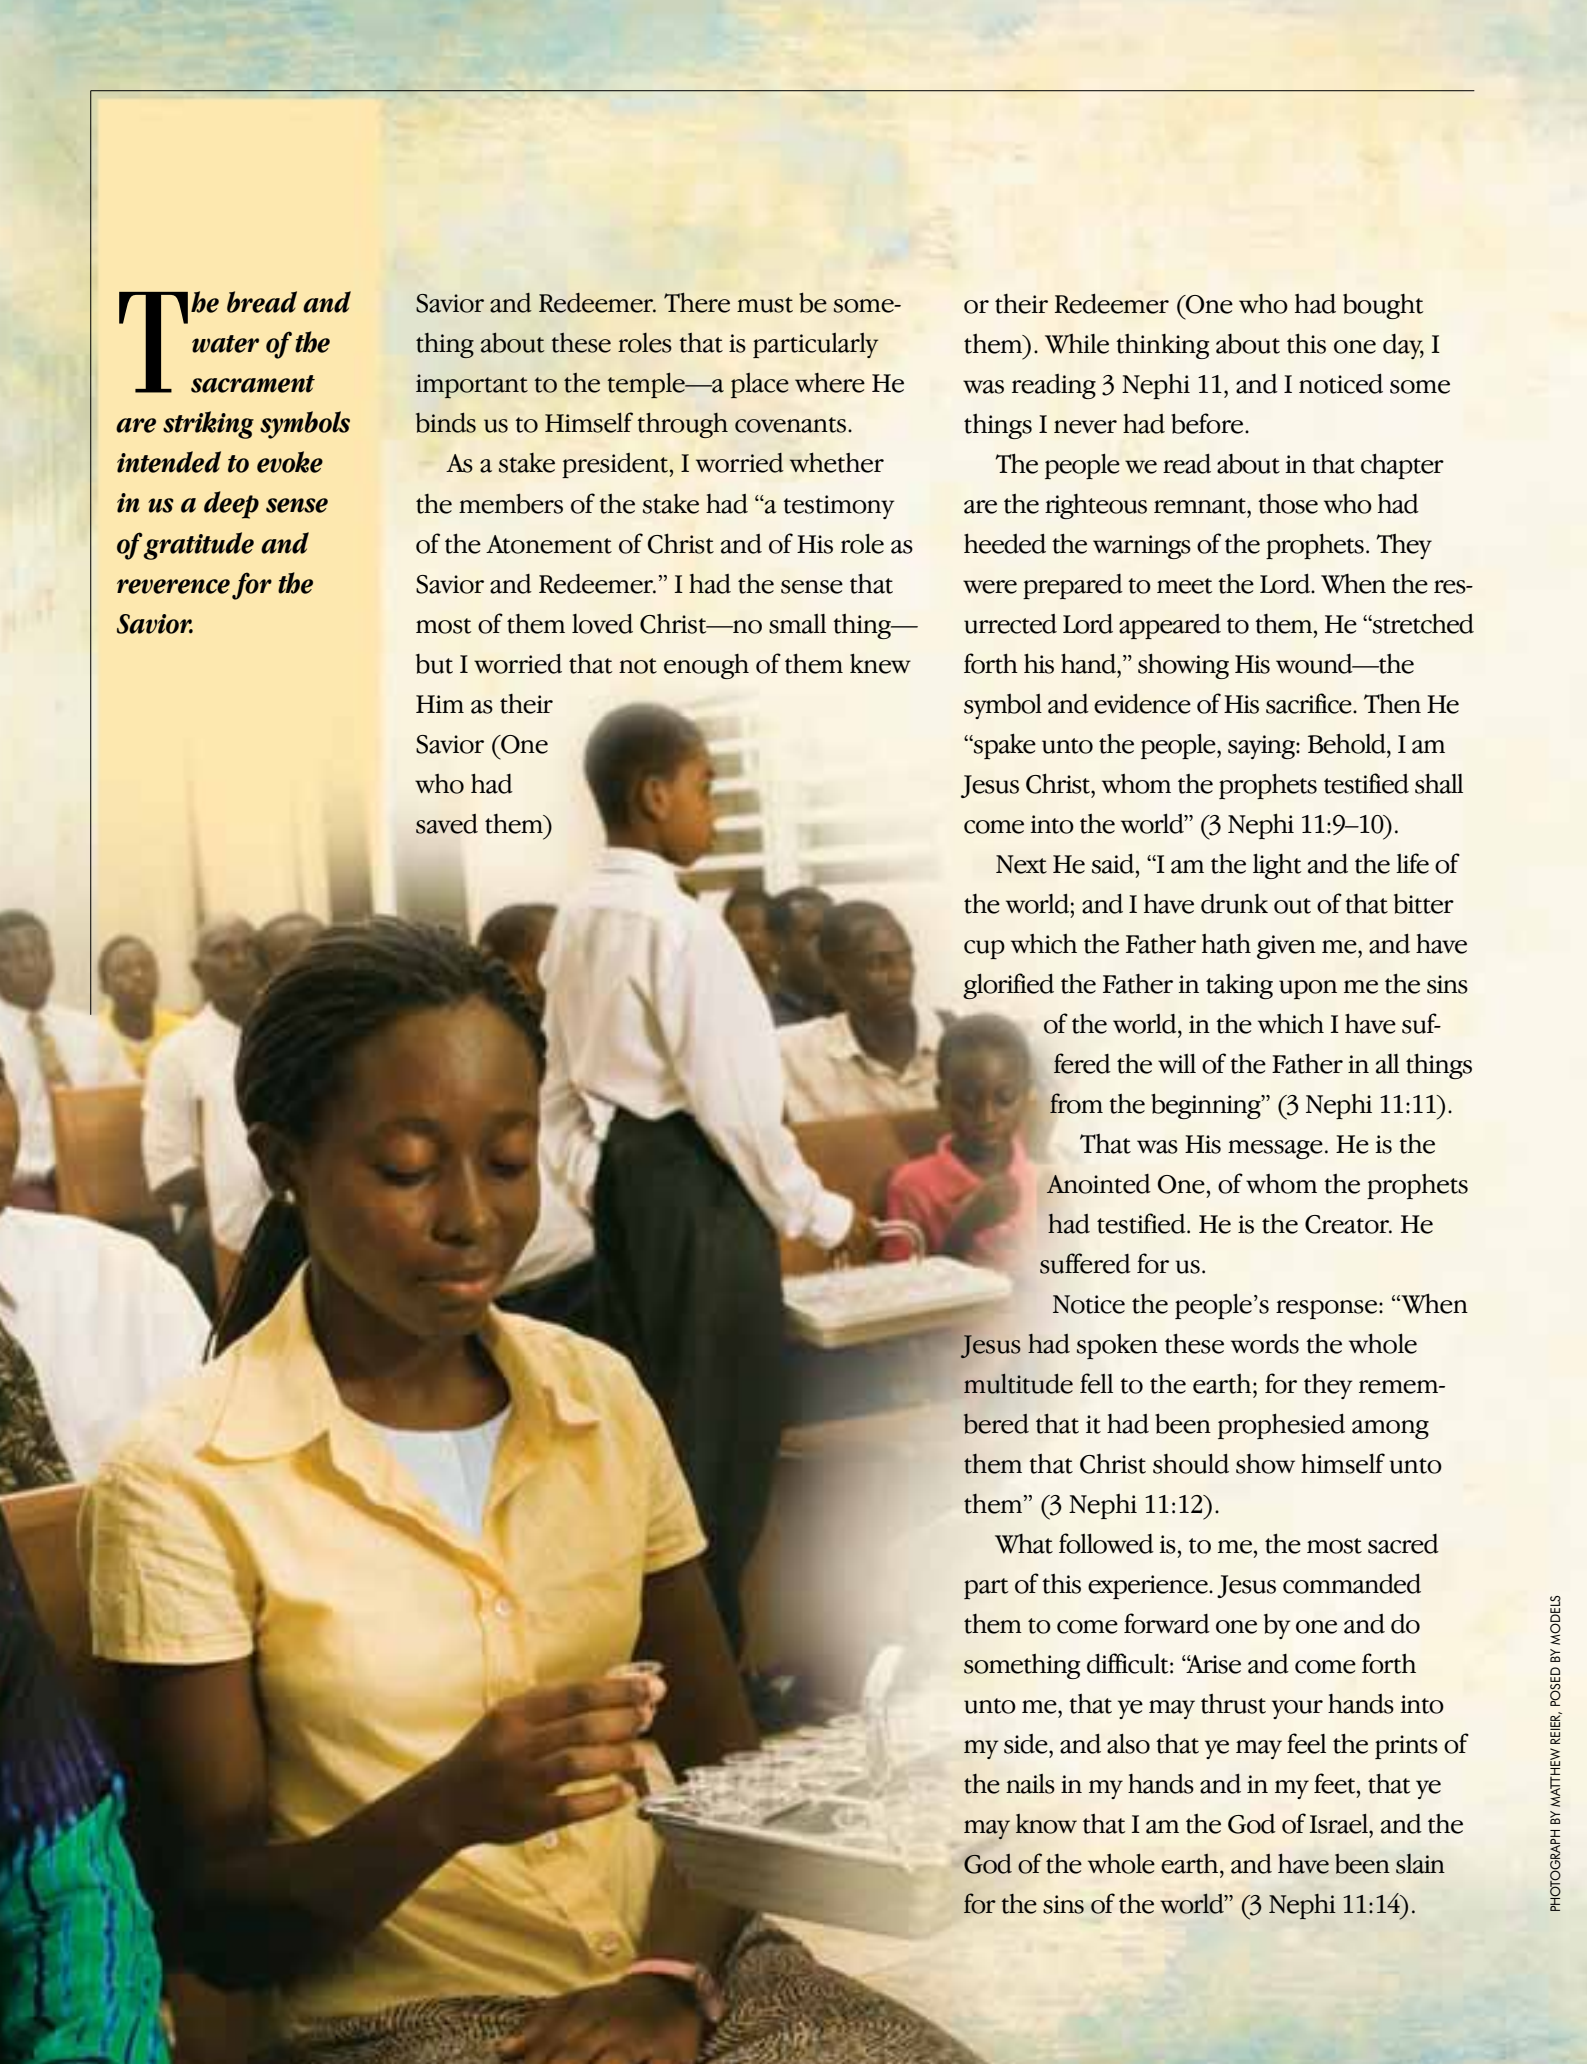 The bread and
water of the
sacrament
are striking symbols
intended to evoke
in us a deep sense
of gratitude and
reverence for the
Savior.
Savior and Redeemer. There must be some-
thing about these roles that is particularly
important to the temple—a place where He
binds us to Himself through covenants.
As a stake president, I worried whether
the members of the stake had “a testimony
of the Atonement of Christ and of His role as
Savior and Redeemer.” I had the sense that
most of them loved Christ—no small thing—
but I worried that not enough of them knew
Him as their
Savior (One
who had
saved them)
or their Redeemer (One who had bought
them). While thinking about this one day, I
was reading 3 Nephi 11, and I noticed some
things I never had before.
The people we read about in that chapter
are the righteous remnant, those who had
heeded the warnings of the prophets. They
were prepared to meet the Lord. When the res-
urrected Lord appeared to them, He “stretched
forth his hand,” showing His wound—the
symbol and evidence of His sacrifice. Then He
“spake unto the people, saying: Behold, I am
Jesus Christ, whom the prophets testified shall
come into the world” (3 Nephi 11:9–10).
Next He said, “I am the light and the life of
the world; and I have drunk out of that bitter
cup which the Father hath given me, and have
glorified the Father in taking upon me the sins
of the world, in the which I have suf-
fered the will of the Father in all things
from the beginning” (3 Nephi 11:11).
That was His message. He is the
Anointed One, of whom the prophets
had testified. He is the Creator. He
suffered for us.
Notice the people’s response: “When
Jesus had spoken these words the whole
multitude fell to the earth; for they remem-
bered that it had been prophesied among
them that Christ should show himself unto
them” (3 Nephi 11:12).
What followed is, to me, the most sacred
part of this experience. Jesus commanded
them to come forward one by one and do
something difficult: “Arise and come forth
unto me, that ye may thrust your hands into
my side, and also that ye may feel the prints of
the nails in my hands and in my feet, that ye
may know that I am the God of Israel, and the
God of the whole earth, and have been slain
for the sins of the world” (3 Nephi 11:14).
PHOTOGRAPH BY MATTHEW REIER, POSED BY MODELS